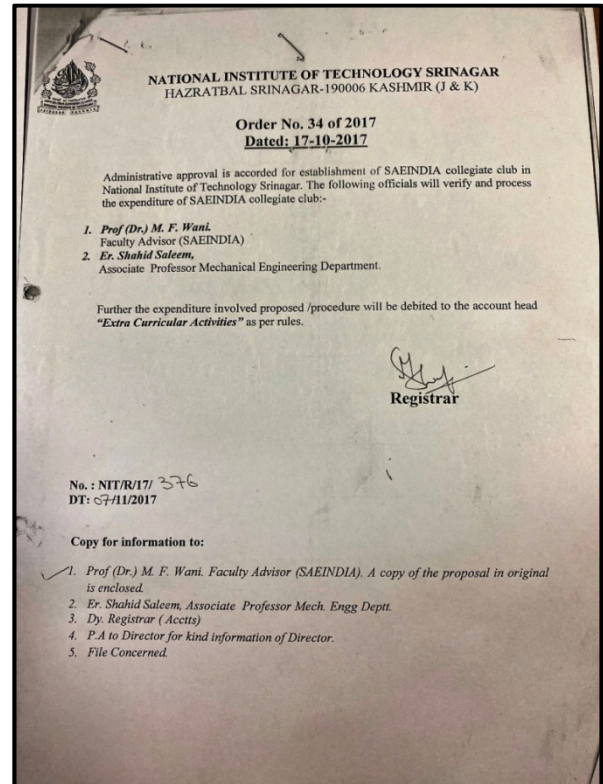 NATIONAL INSTITUTE OF TECHNOLOGY SRINAGAR
HAZRATBAL SRINAGAR-190006 KASHMIR (J & K)
Order No. 34 of 2017
Dated: 17-10-2017
Administrative approval is accorded for establishment of SAEINDIA collegiate club in
National Institute of Technology Srinagar. The following officials will verify and process
the expenditure of SAEINDIA collegiate club:-
1. Prof (Dr.) M. F. Wani.
Faculty Advisor (SAEINDIA)
2. Er. Shahid Saleem,
Associate Professor Mechanical Engineering Department.
Further the expenditure involved proposed /procedure will be debited to the account head
“Extra Curricular Activities” as per rules.
Registrar
No. : NIT/R/17/ 376
DT: 07/11/2017
Copy for information to:
1. Prof (Dr.) M. F. Wani. Faculty Advisor (SAEINDIA). A copy of the proposal in original
is enclosed.
2. Er. Shahid Saleem, Associate Professor Mech. Engg Deptt.
3. Dy. Registrar ( Acctts)
4. P.A to Director for kind information of Director.
5. File Concerned.